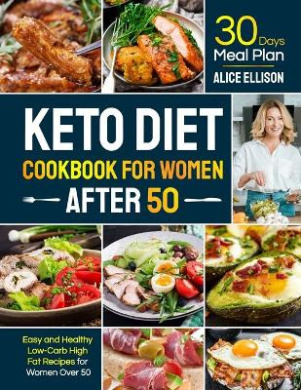 30 Days
Meal Plan
ALICE ELLISON
KETO DIET
COOKBOOK FOR WOMEN
AFTER 50
Easy and Healthy
Low-Carb High
Fat Recipes for
Women Over 50